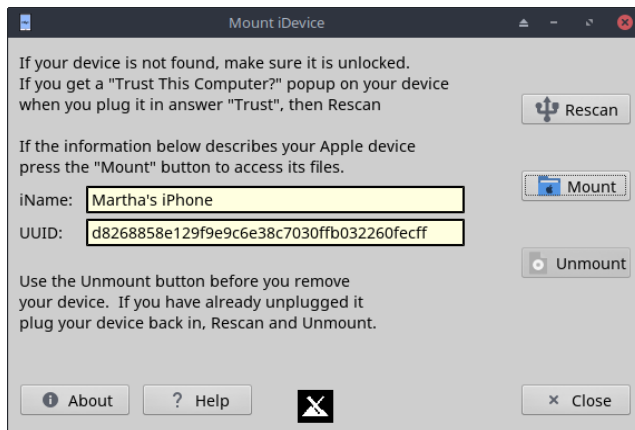 Mount iDevice
If your device is not found, make sure it is unlocked.
If you get a "Trust This Computer?" popup on your device
when you plug it in answer "Trust", then Rescan
Rescan
If the information below describes your Apple device
press the "Mount" button to access its files.
Mount
iName: Martha's iPhone
UUID: d8268858e129f9e9c6e38c7030ffb032260fecff
Unmount
Use the Unmount button before you remove
your device. If you have already unplugged it
plug your device back in, Rescan and Unmount.
About
? Help
Close